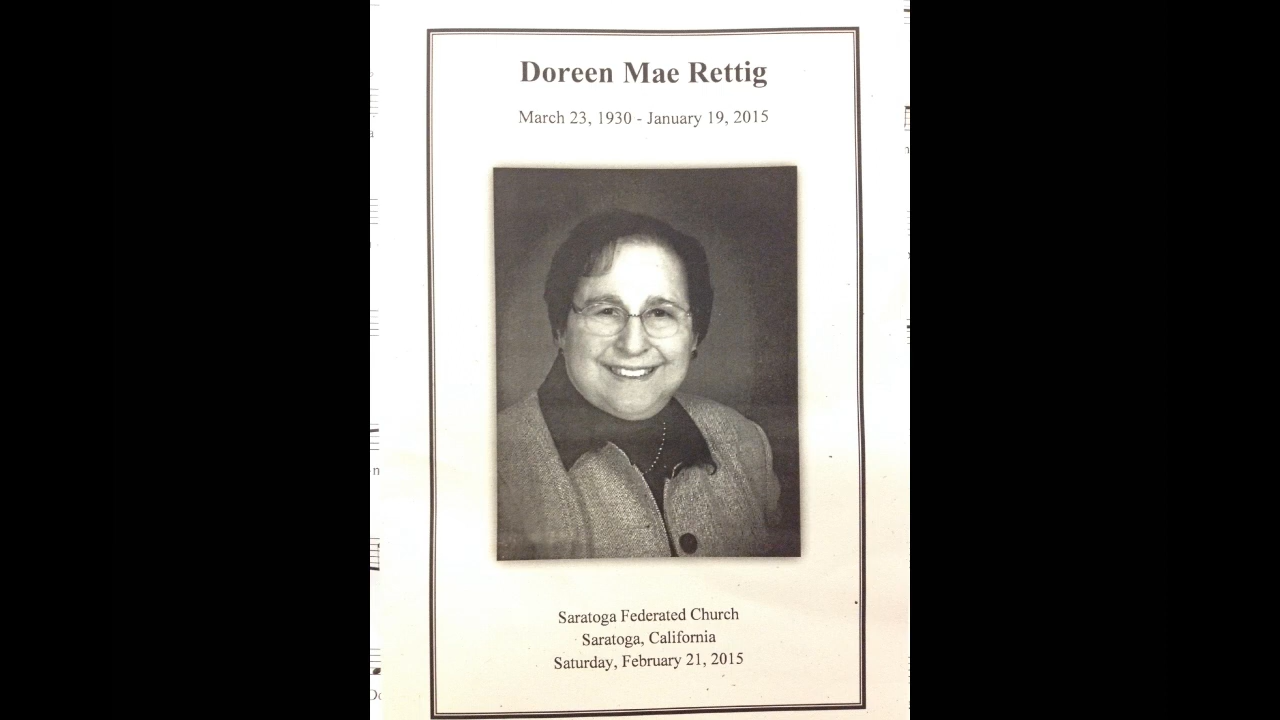 Doreen Mae Rettig
March 23, 1930 - January 19, 2015
Saratoga Federated Church
Saratoga, California
Saturday, February 21, 2015